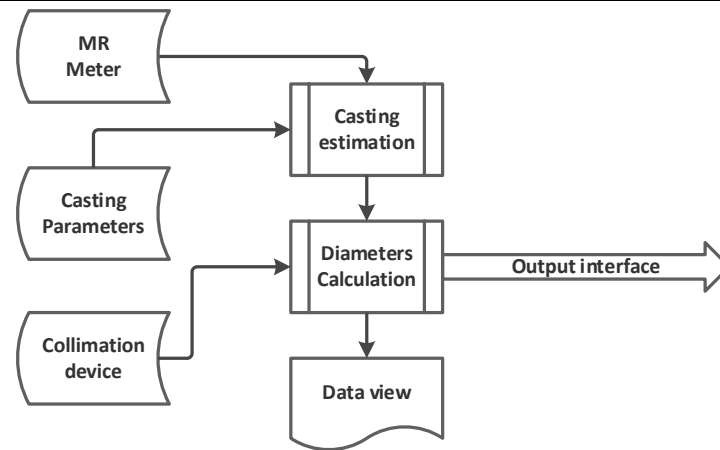 MR
Meter
Casting
estimation
Casting
Parameters
Diameters
Calculation
Output interface
Collimation
device
Data view